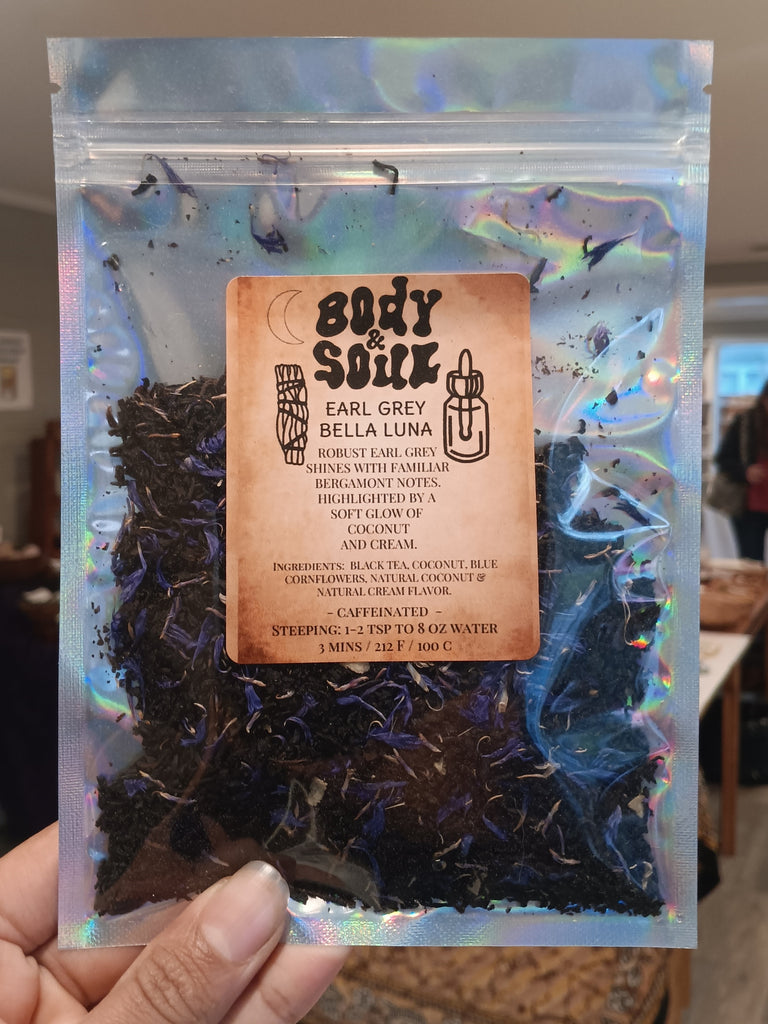 BODY
&
SOUL
EARL GREY
BELLA LUNA
ROBUST EARL GREY
SHINES WITH FAMILIAR
BERGAMONT NOTES.
HIGHLIGHTED BY A
SOFT GLOW OF
COCONUT
AND CREAM.
INGREDIENTS: BLACK TEA, COCONUT, BLUE
CORNFLOWERS, NATURAL COCONUT &
NATURAL CREAM FLAVOR.
~ CAFFEINATED ~
STEEPING: 1-2 TSP TO 8 OZ WATER
3 MINS / 212 F / 100 C